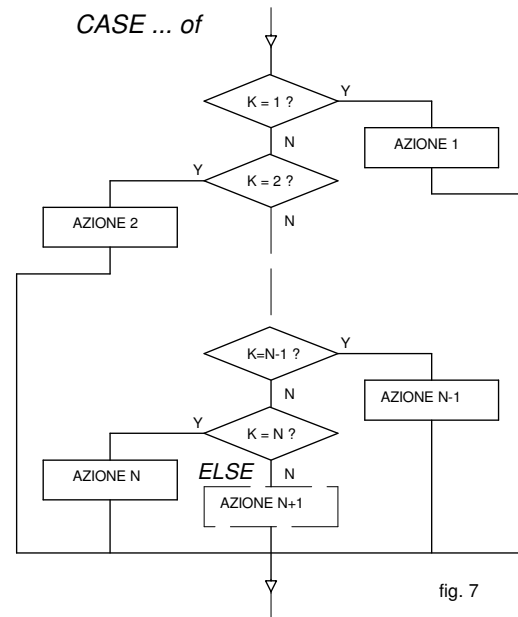 CASE ... of
K = 1 ?
Y
N
AZIONE 1
Y
K = 2 ?
N
AZIONE 2
K=N-1 ?
Y
N
AZIONE N-1
Y
K = N ?
N
AZIONE N
ELSE
AZIONE N+1
fig. 7